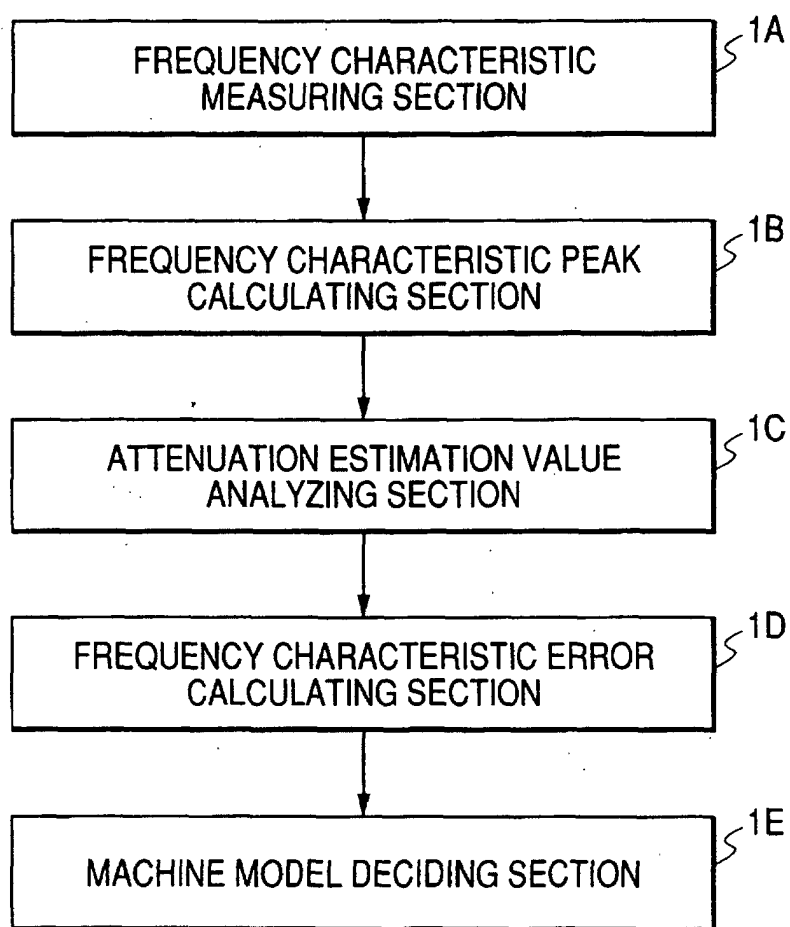 1A
FREQUENCY CHARACTERISTIC
MEASURING SECTION
1B
FREQUENCY CHARACTERISTIC PEAK
CALCULATING SECTION
1C
ATTENUATION ESTIMATION VALUE
ANALYZING SECTION
1D
FREQUENCY CHARACTERISTIC ERROR
CALCULATING SECTION
1E
MACHINE MODEL DECIDING SECTION